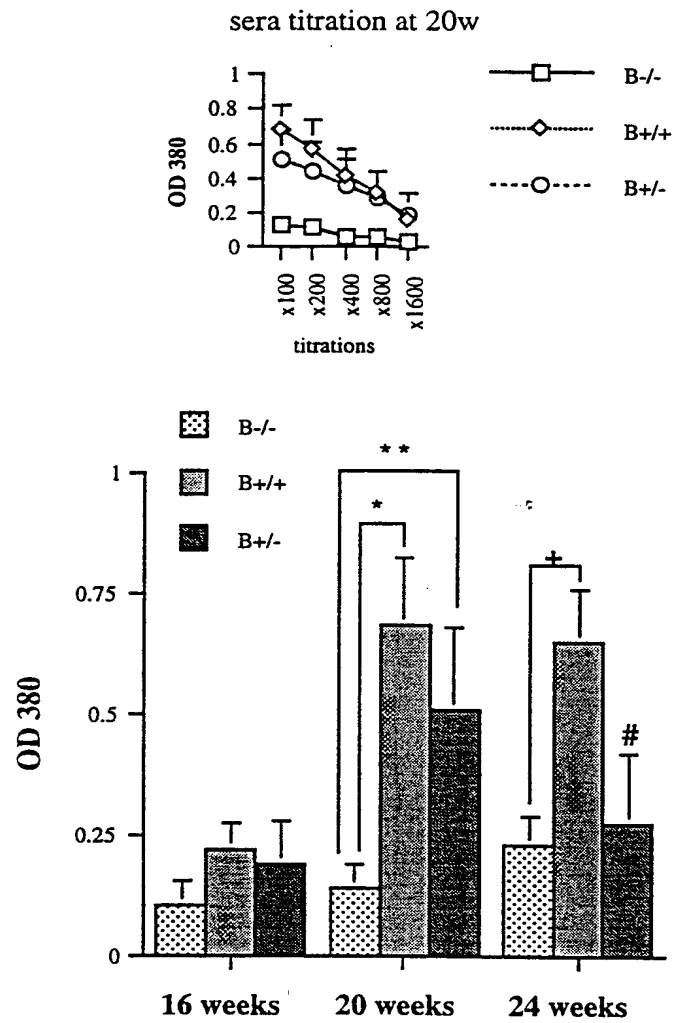 sera titration at 20w
1
0.8
0.6
0.4
0.2
0
OD 380
x100
x200
x400
x800
x1600
titrations
B-/-
B+/+
B+/-
B-/-
B+/+
B+/-
1
0.75
0.5
0.25
0
OD 380
* *
*
+
#
16 weeks
20 weeks
24 weeks